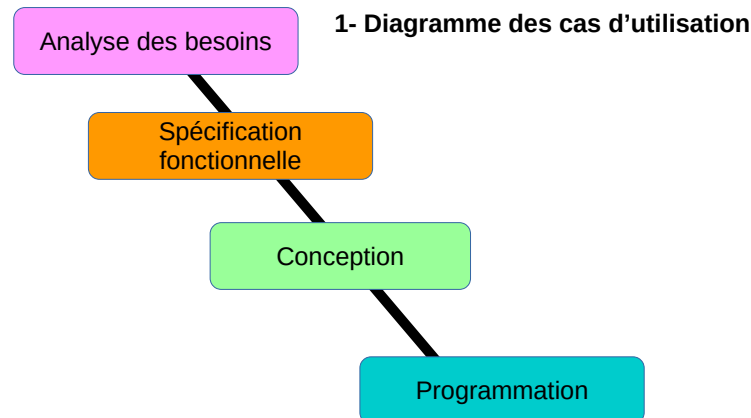 1- Diagramme des cas d’utilisation
Analyse des besoins
Spécification
fonctionnelle
Conception
Programmation